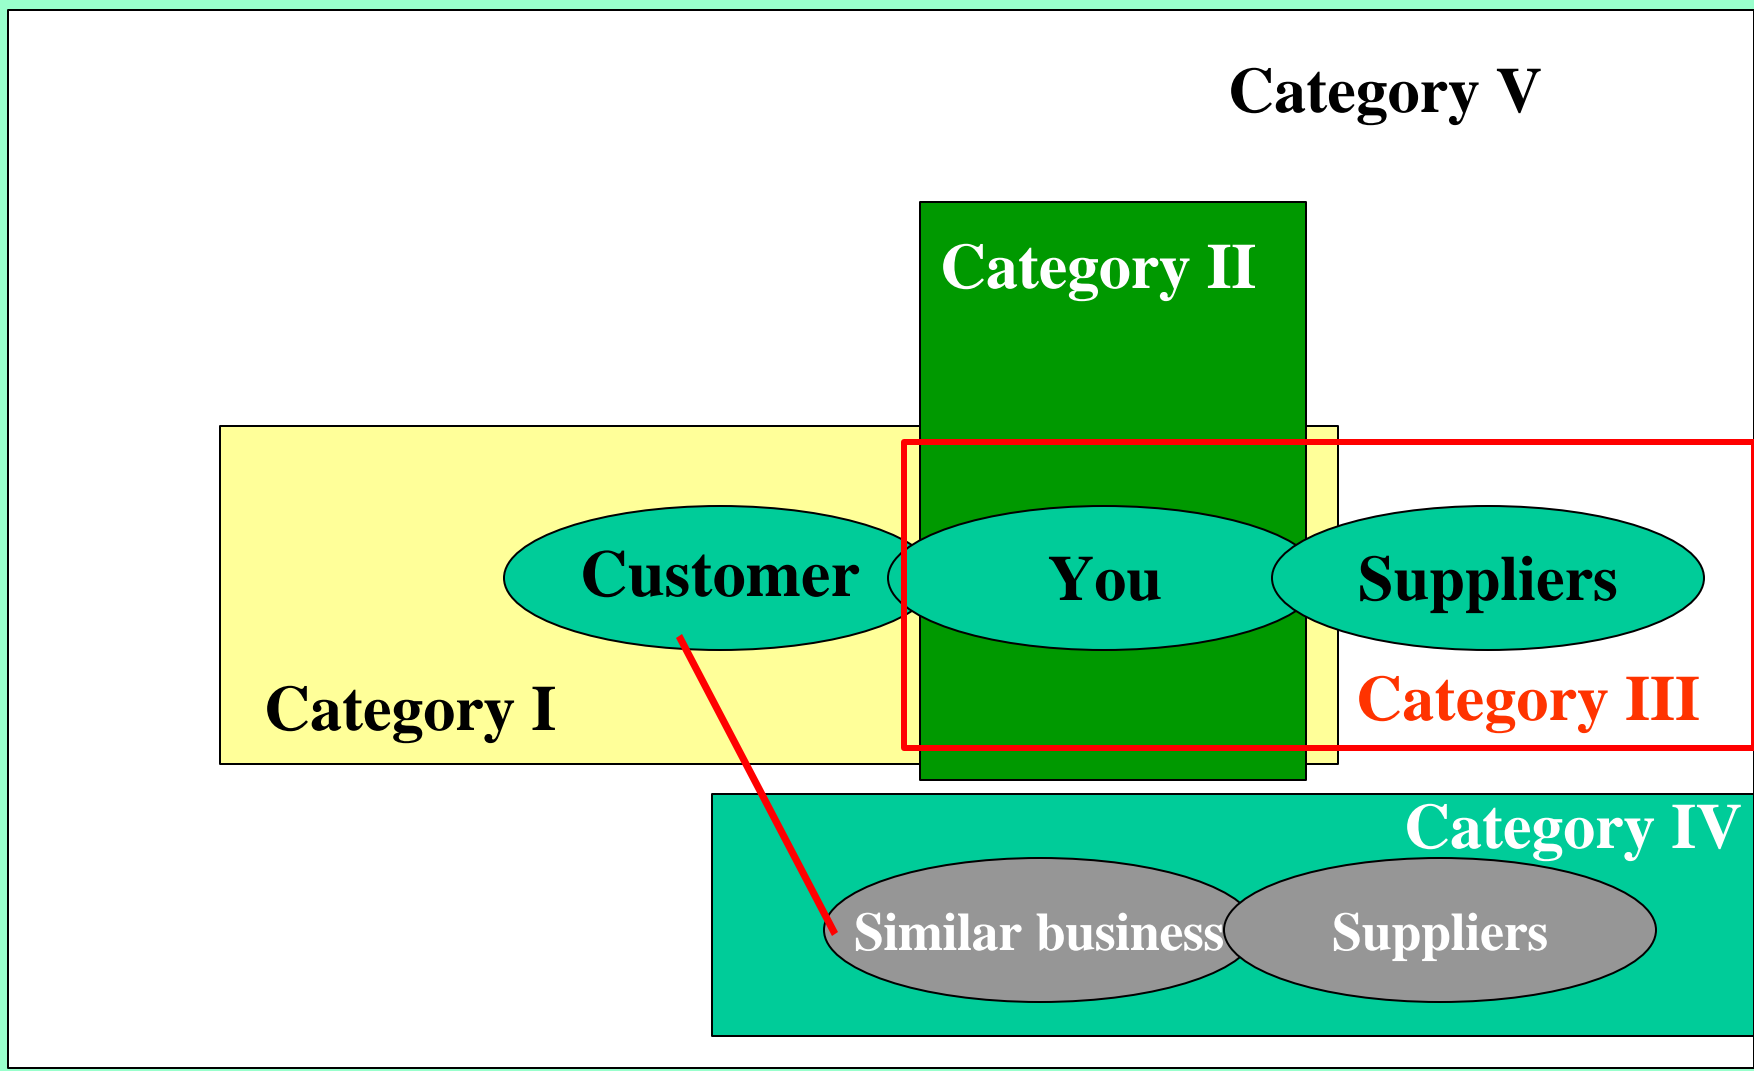 Category V
Category II
Customer
You
Suppliers
Category I
Category III
Category IV
Similar business
Suppliers